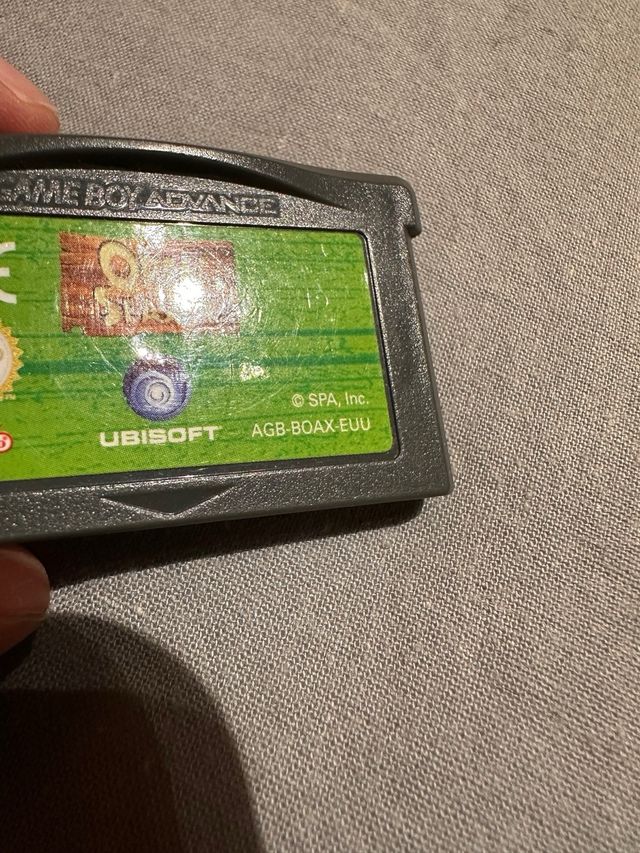 GAME BOY ADVANCE
UBISOFT
© SPA, Inc.
AGB-BOAX-EUU